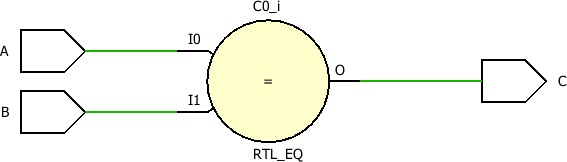 C0_i
A I0
= O C
B I1
RTL_EQ